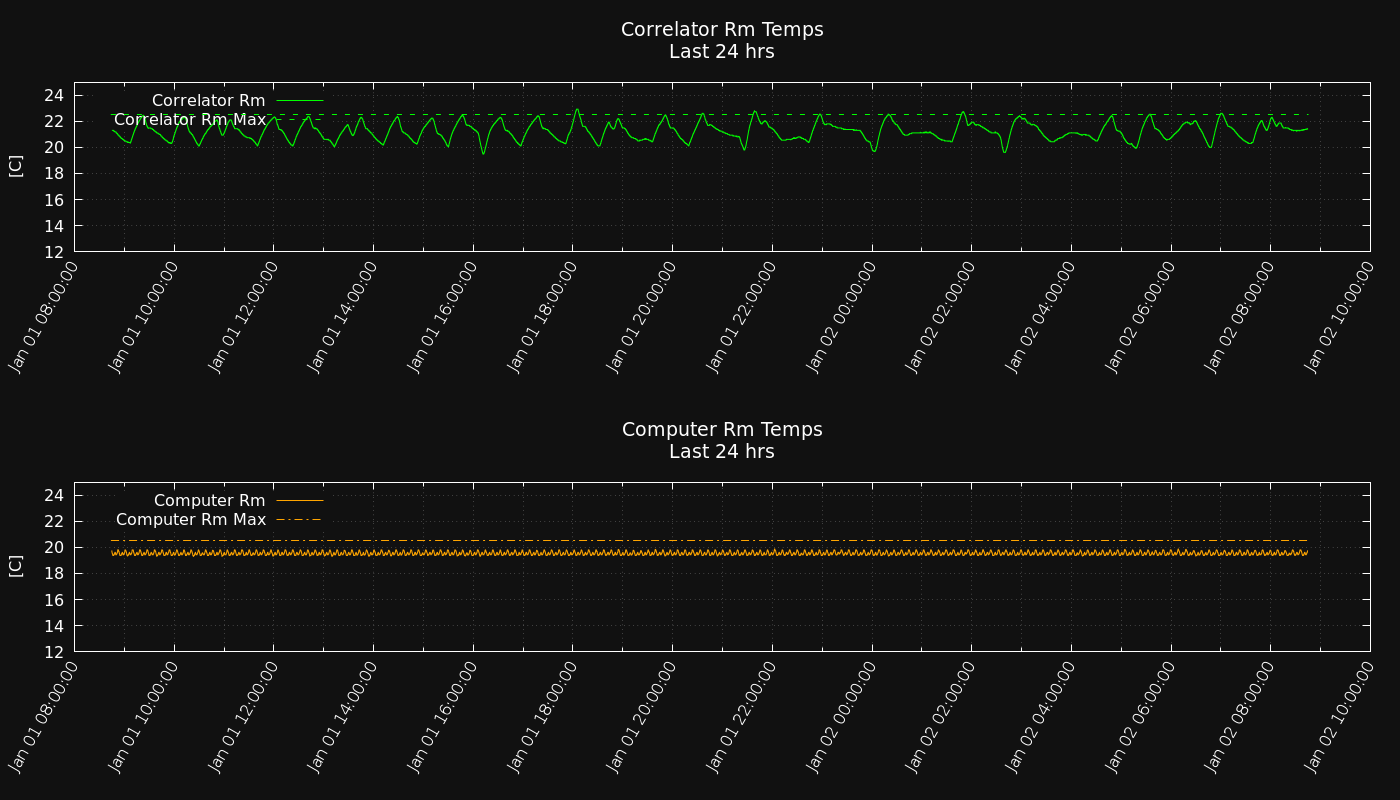 Correlator Rm Temps
Last 24 hrs
Correlator Rm
Correlator Rm Max
[C]
24
22
20
18
16
14
12
Jan 01 08:00:00
Jan 01 10:00:00
Jan 01 12:00:00
Jan 01 14:00:00
Jan 01 16:00:00
Jan 01 18:00:00
Jan 01 20:00:00
Jan 01 22:00:00
Jan 02 00:00:00
Jan 02 02:00:00
Jan 02 04:00:00
Jan 02 06:00:00
Jan 02 08:00:00
Jan 02 10:00:00
Computer Rm Temps
Last 24 hrs
Computer Rm
Computer Rm Max
[C]
24
22
20
18
16
14
12
Jan 01 08:00:00
Jan 01 10:00:00
Jan 01 12:00:00
Jan 01 14:00:00
Jan 01 16:00:00
Jan 01 18:00:00
Jan 01 20:00:00
Jan 01 22:00:00
Jan 02 00:00:00
Jan 02 02:00:00
Jan 02 04:00:00
Jan 02 06:00:00
Jan 02 08:00:00
Jan 02 10:00:00